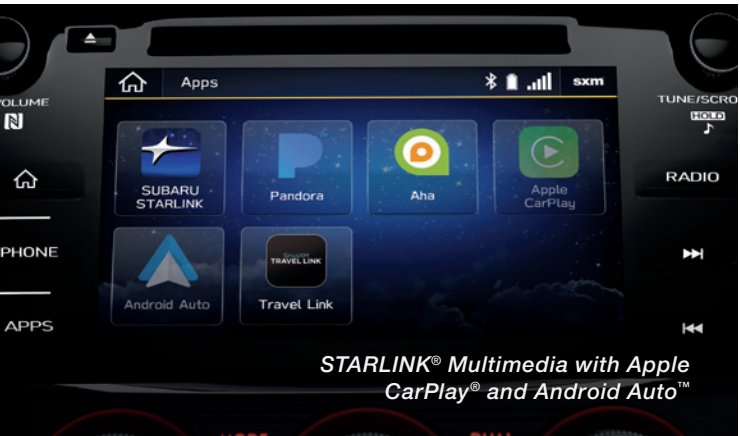 Apps
sxm
VOLUME
TUNE/SCRO
HOLD
SUBARU
STARLINK
Pandora
Aha
Apple
CarPlay
RADIO
PHONE
TRAVEL LINK
Android Auto
Travel Link
APPS
STARLINK® Multimedia with Apple
CarPlay® and Android Auto™